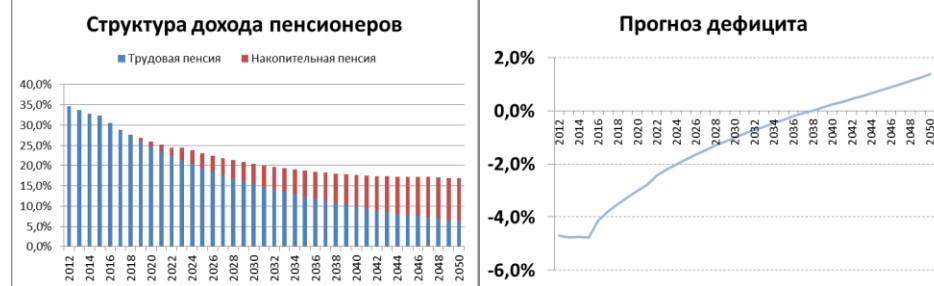 Структура дохода пенсионеров
Трудовая пенсия Накопительная пенсия
40,0%
35,0%
30,0%
25,0%
20,0%
15,0%
10,0%
5,0%
0,0%
2012 2014 2016 2018 2020 2022 2024 2026 2028 2030 2032 2034 2036 2038 2040 2042 2044 2046 2048 2050
Прогноз дефицита
2,0%
0,0%
2012 2014 2016 2018 2020 2022 2024 2026 2028 2030 2032 2034 2036 2038 2040 2042 2044 2046 2048 2050
-2,0%
-4,0%
-6,0%